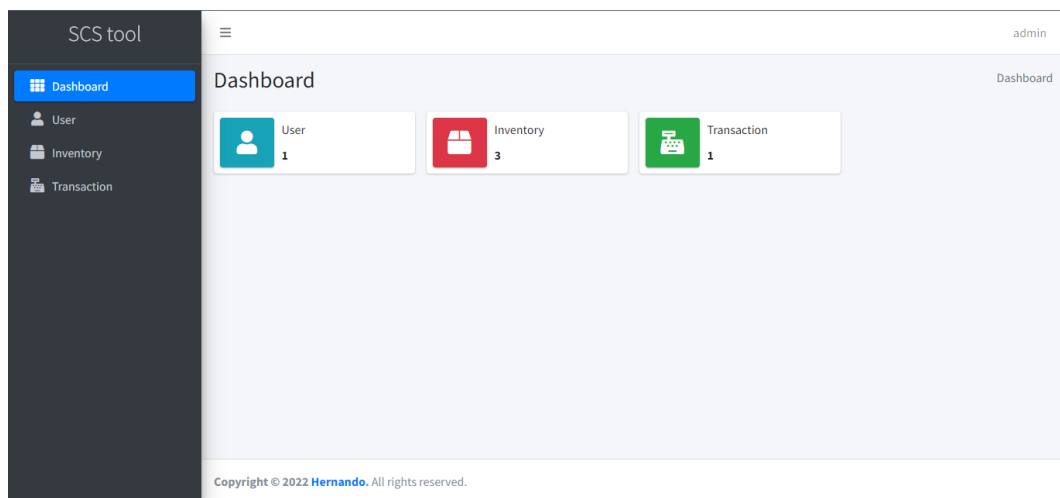 SCS tool
Dashboard
User
Inventory
Transaction
admin
Dashboard
Dashboard
User
1
Inventory
3
Transaction
1
Copyright © 2022 Hernando. All rights reserved.